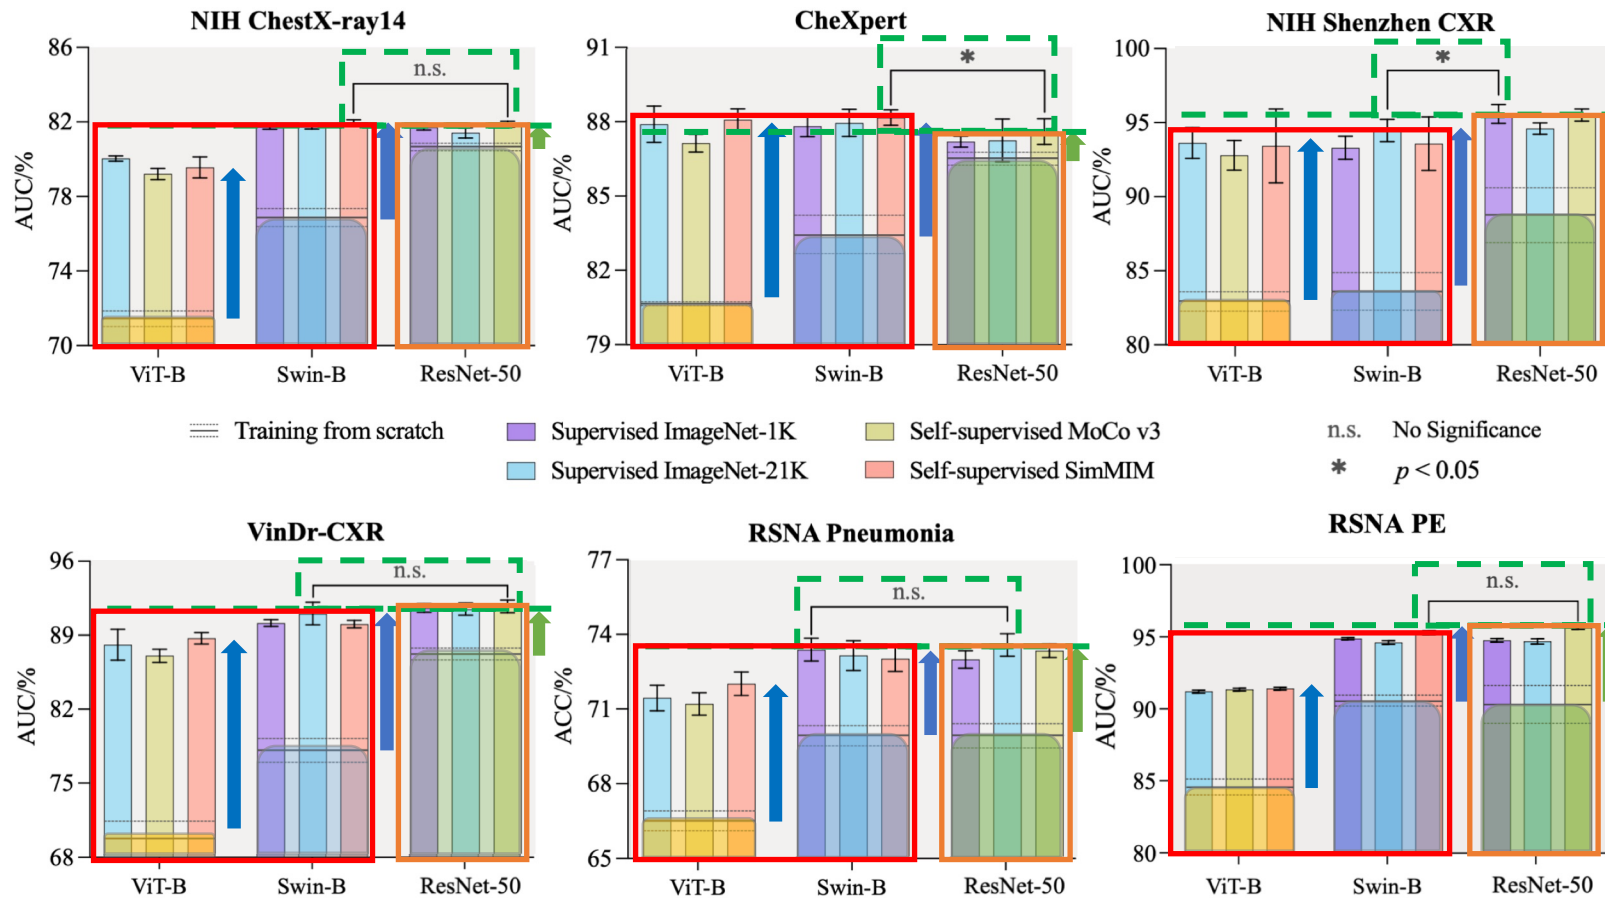 NIH ChestX-ray14
CheXpert
NIH Shenzhen CXR
AUC/%
86
82
78
74
70
n.s.
ViT-B
Swin-B
ResNet-50
AUC/%
91
88
85
82
79
*
ViT-B
Swin-B
ResNet-50
AUC/%
100
95
90
85
80
*
ViT-B
Swin-B
ResNet-50
Training from scratch
Supervised ImageNet-1K
Self-supervised MoCo v3
n.s. No Significance
Supervised ImageNet-21K
Self-supervised SimMIM
* p < 0.05
VinDr-CXR
RSNA Pneumonia
RSNA PE
AUC/%
96
89
82
75
68
n.s.
ViT-B
Swin-B
ResNet-50
ACC/%
77
74
71
68
65
n.s.
ViT-B
Swin-B
ResNet-50
AUC/%
100
95
90
85
80
n.s.
ViT-B
Swin-B
ResNet-50